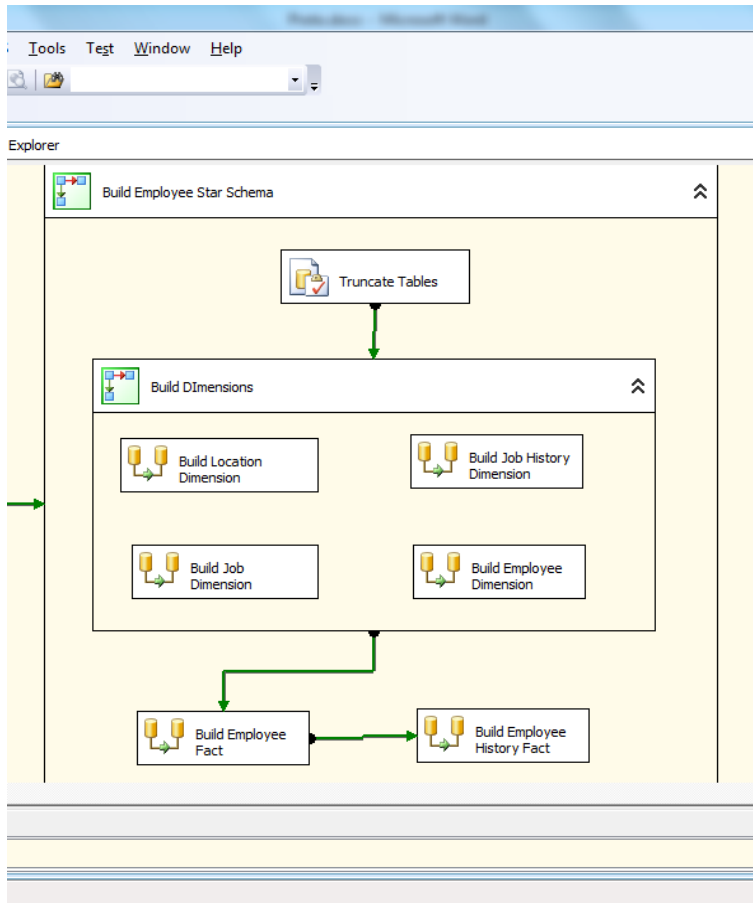 Tools Test Window Help
Explorer
Build Employee Star Schema
Truncate Tables
Build DImensions
Build Location
Dimension
Build Job History
Dimension
Build Job
Dimension
Build Employee
Dimension
Build Employee
Fact
Build Employee
History Fact